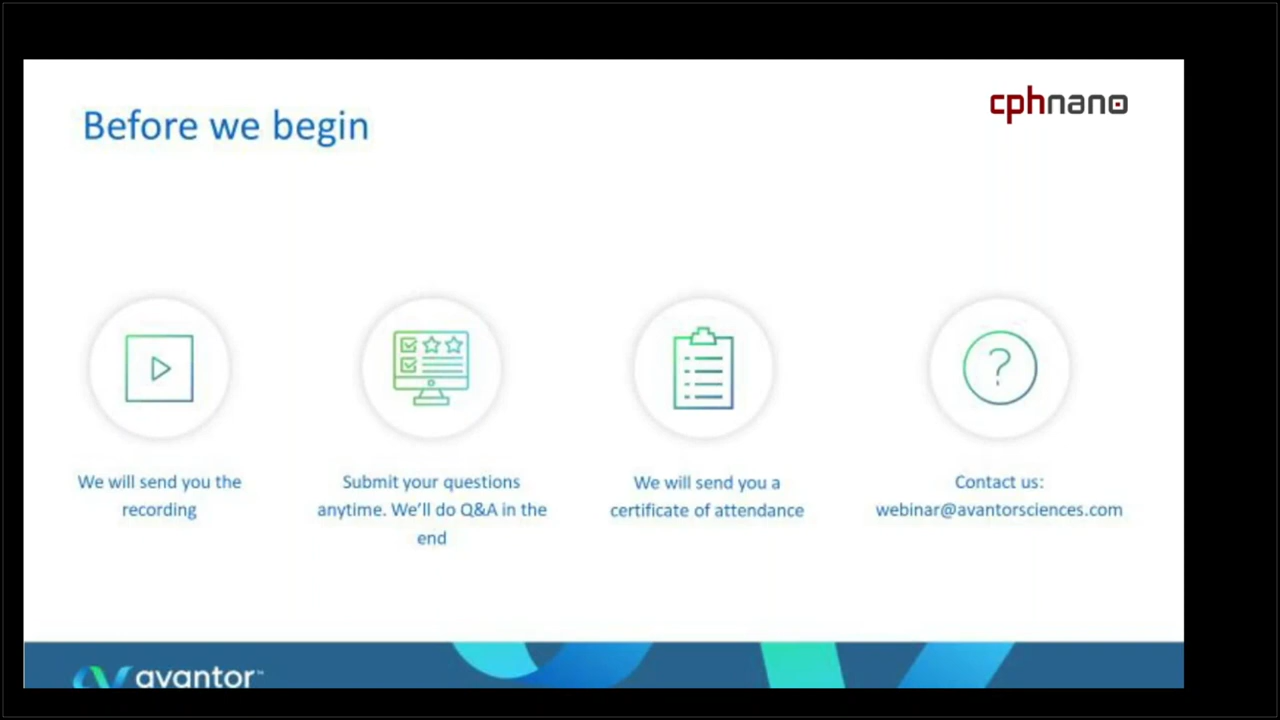 cphnano
Before we begin
We will send you the
recording
Submit your questions
anytime. We'll do Q&A in the
end
We will send you a
certificate of attendance
Contact us:
webinar@avantorsciences.com
avantor™